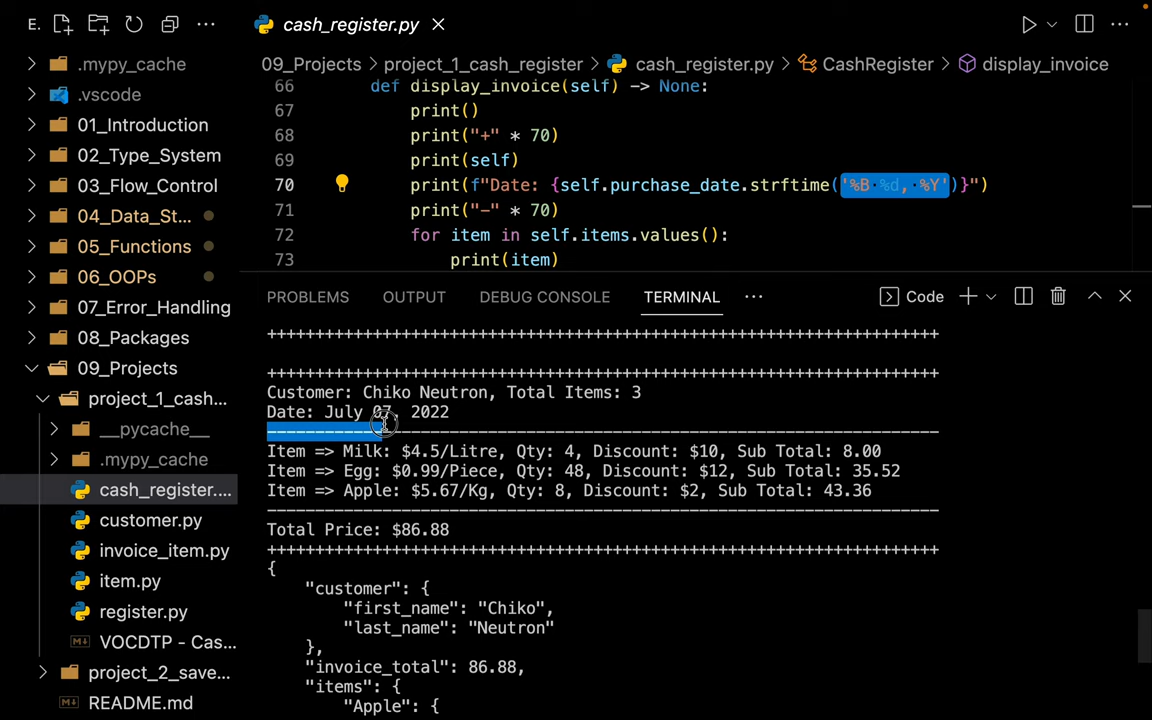 E.
cash_register.py
.mypy_cache
.vscode
01_Introduction
02_Type_System
03_Flow_Control
04_Data_St...
05_Functions
06_OOPs
07_Error_Handling
08_Packages
09_Projects
project_1_cash...
__pycache__
.mypy_cache
cash_register....
customer.py
invoice_item.py
item.py
register.py
VOCDTP - Cas...
project_2_save...
README.md
09_Projects > project_1_cash_register > cash_register.py > CashRegister > display_invoice
66 def display_invoice(self) -> None:
67 print()
68 print("+" * 70)
69 print(self)
70 print(f"Date: {self.purchase_date.strftime('%B %d, %Y')}")
71 print("-" * 70)
72 for item in self.items.values():
73 print(item)
PROBLEMS OUTPUT DEBUG CONSOLE TERMINAL ... Code
++++++++++++++++++++++++++++++++++++++++++++++++++++++++++++++++++++++
++++++++++++++++++++++++++++++++++++++++++++++++++++++++++++++++++++++
Customer: Chiko Neutron, Total Items: 3
Date: July 2022
----------------------------------------------------------------------
Item => Milk: $4.5/Litre, Qty: 4, Discount: $10, Sub Total: 8.00
Item => Egg: $0.99/Piece, Qty: 48, Discount: $12, Sub Total: 35.52
Item => Apple: $5.67/Kg, Qty: 8, Discount: $2, Sub Total: 43.36
----------------------------------------------------------------------
Total Price: $86.88
++++++++++++++++++++++++++++++++++++++++++++++++++++++++++++++++++++++
{
"customer": {
"first_name": "Chiko",
"last_name": "Neutron"
},
"invoice_total": 86.88,
"items": {
"Apple": {